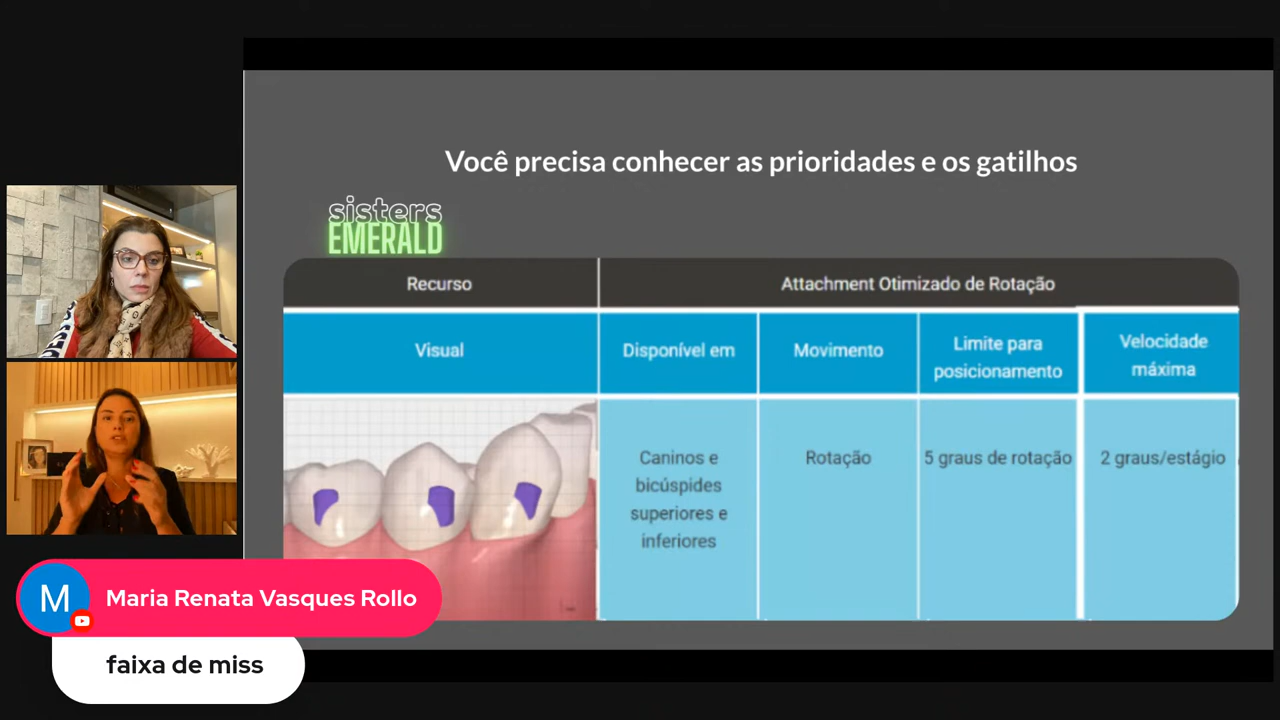 Você precisa conhecer as prioridades e os gatilhos
sisters
EMERALD
Recurso
Attachment Otimizado de Rotação
Visual
Disponível em
Movimento
Limite para
posicionamento
Velocidade
máxima
Caninos e
bicúspides
superiores e
inferiores
Rotação
5 graus de rotação
2 graus/estágio
M
Maria Renata Vasques Rollo
faixa de miss